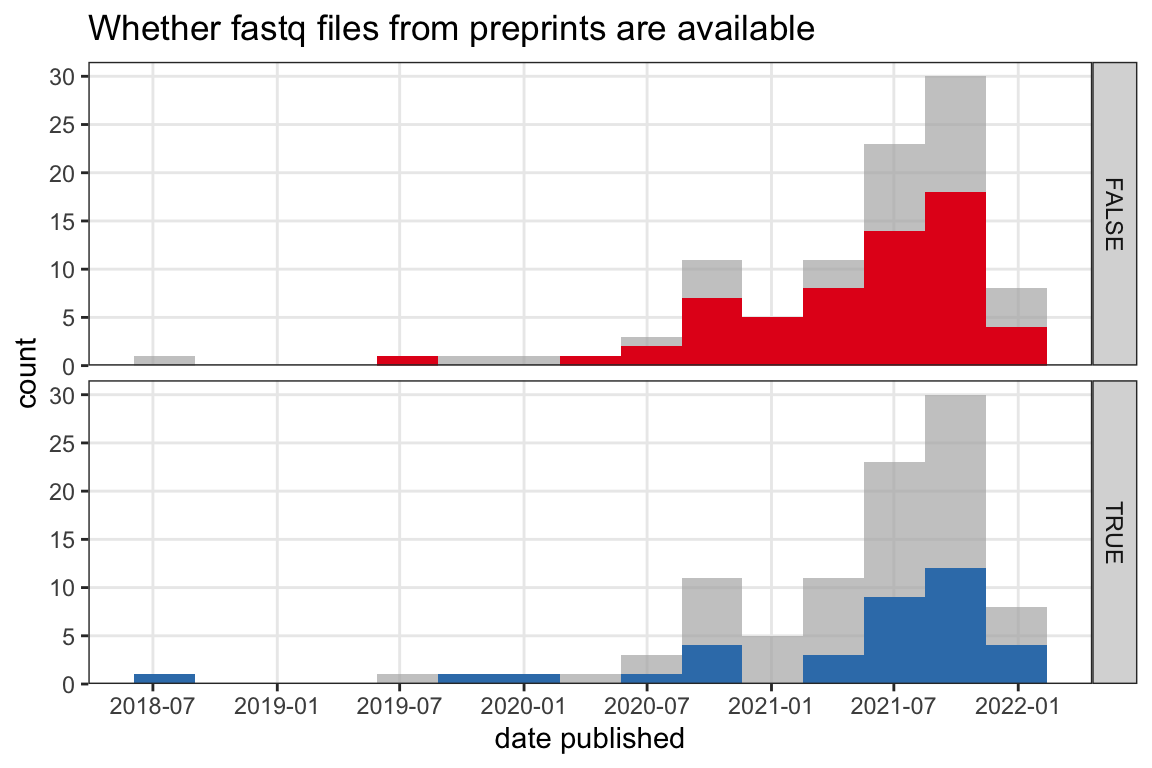 Whether fastq files from preprints are available
30
25
20
15
10
5
0
FALSE
count
30
25
20
15
10
5
0
TRUE
2018-07 2019-01 2019-07 2020-01 2020-07 2021-01 2021-07 2022-01
date published